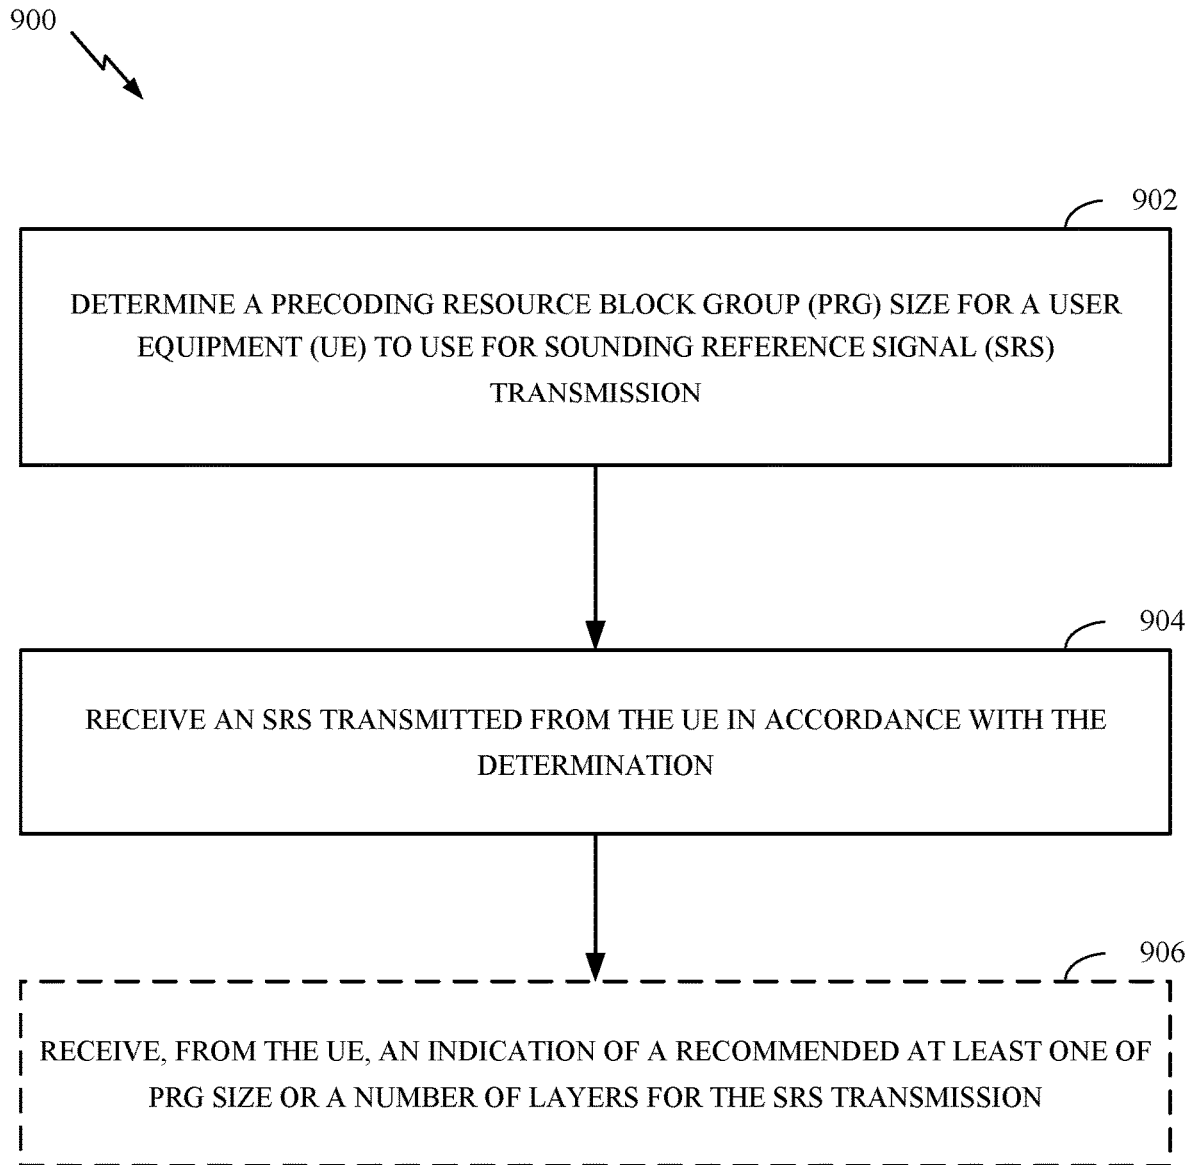 900
902
DETERMINE A PRECODING RESOURCE BLOCK GROUP (PRG) SIZE FOR A USER
EQUIPMENT (UE) TO USE FOR SOUNDING REFERENCE SIGNAL (SRS)
TRANSMISSION
904
RECEIVE AN SRS TRANSMITTED FROM THE UE IN ACCORDANCE WITH THE
DETERMINATION
906
RECEIVE, FROM THE UE, AN INDICATION OF A RECOMMENDED AT LEAST ONE OF
PRG SIZE OR A NUMBER OF LAYERS FOR THE SRS TRANSMISSION